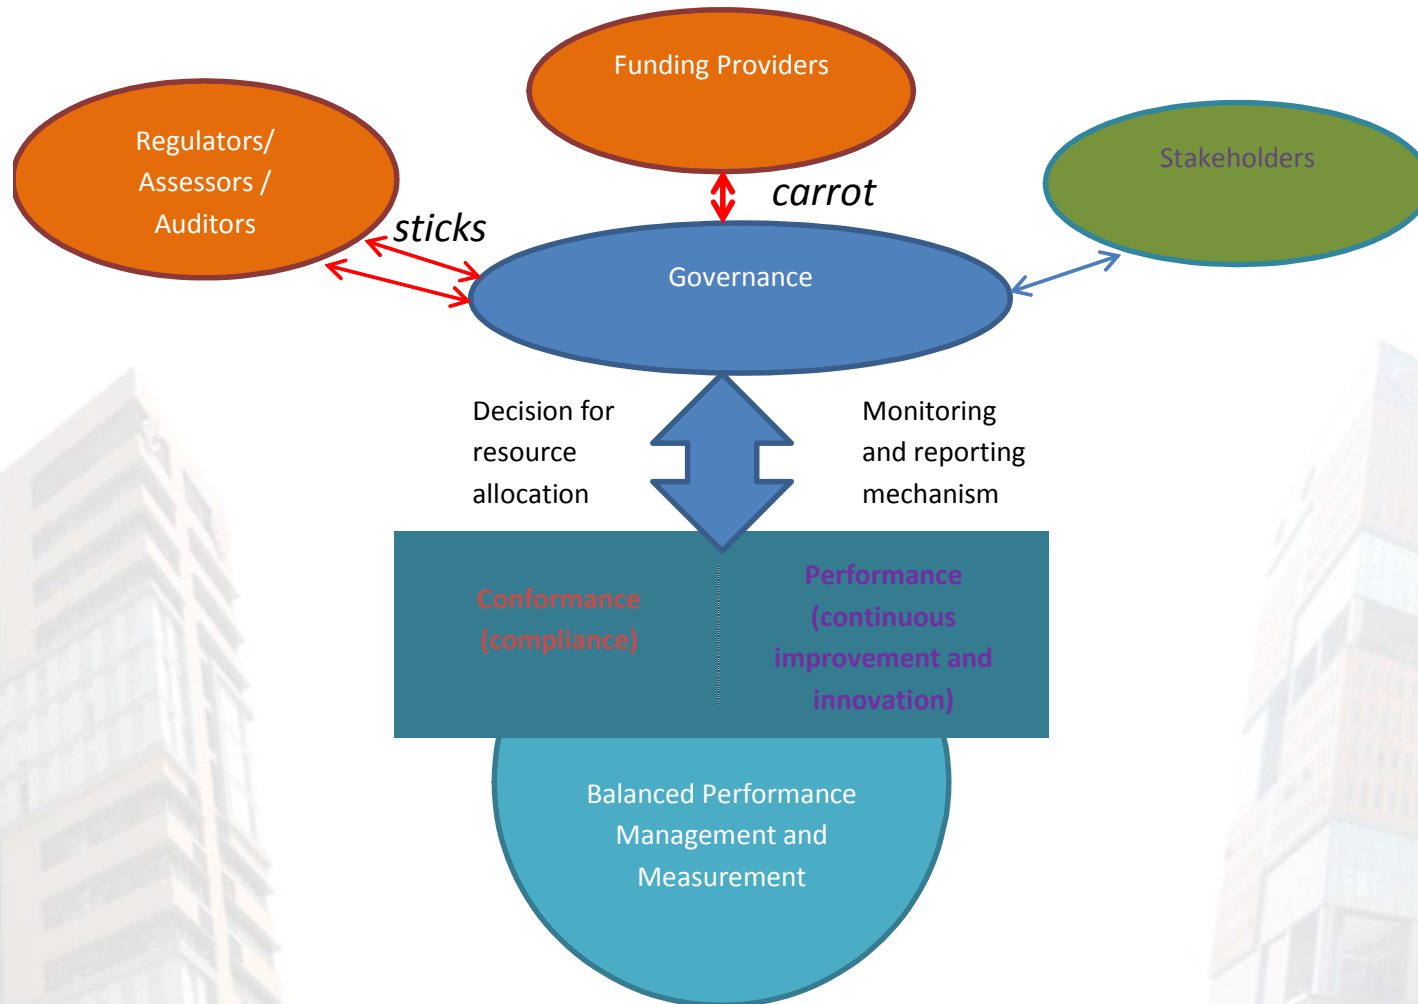 Funding Providers
Regulators/
Assessors /
Auditors
Stakeholders
carrot
sticks
Governance
Decision for
resource
allocation
Monitoring
and reporting
mechanism
Conformance
(compliance)
Performance
(continuous
improvement and
innovation)
Balanced Performance
Management and
Measurement